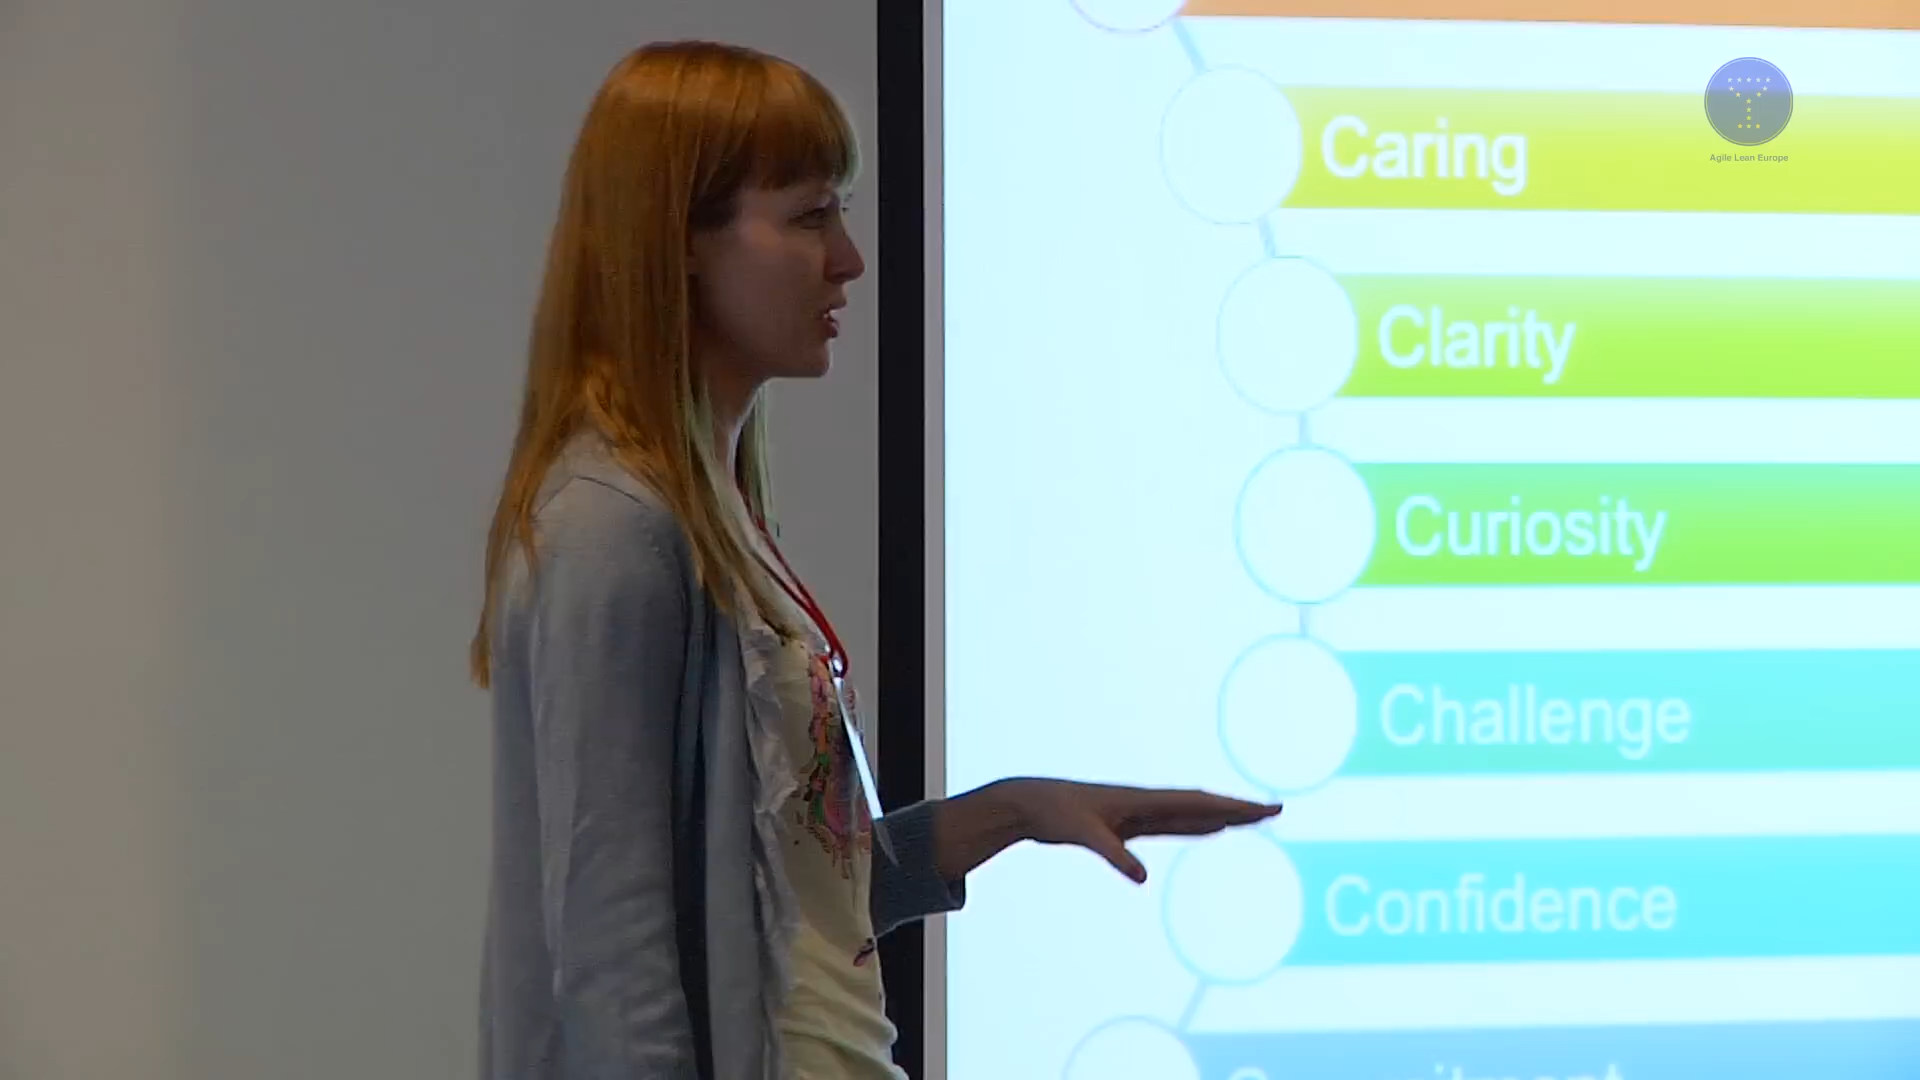 Caring
Agile Lean Europe
Clarity
Curiosity
Challenge
Confidence